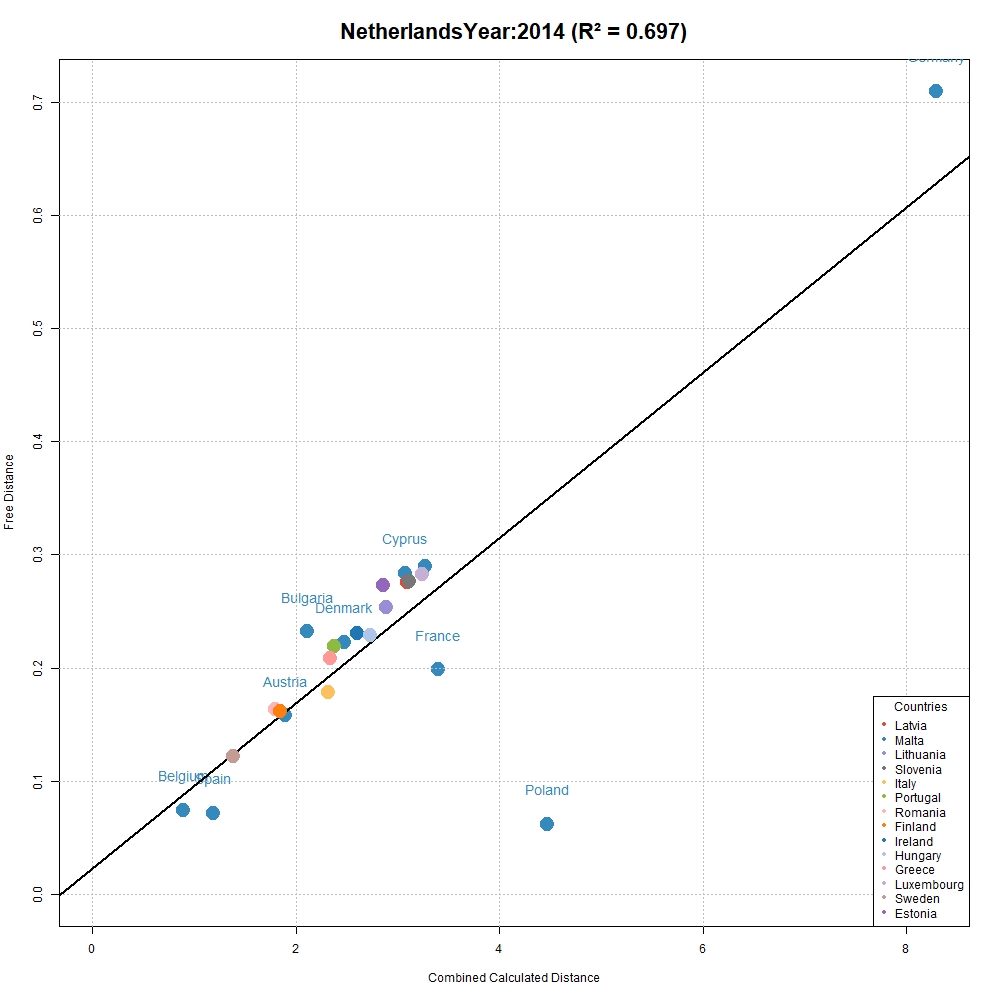 NetherlandsYear:2014 (R² = 0.697)
Germany
0.7
0.6
0.5
0.4
Free Distance
0.3
Cyprus
Bulgaria
Denmark
France
0.2
Austria
0.1
Belgium
Spain
Poland
0.0
Countries
Latvia
Malta
Lithuania
Slovenia
Italy
Portugal
Romania
Finland
Ireland
Hungary
Greece
Luxembourg
Sweden
Estonia
0 2 4 6 8
Combined Calculated Distance